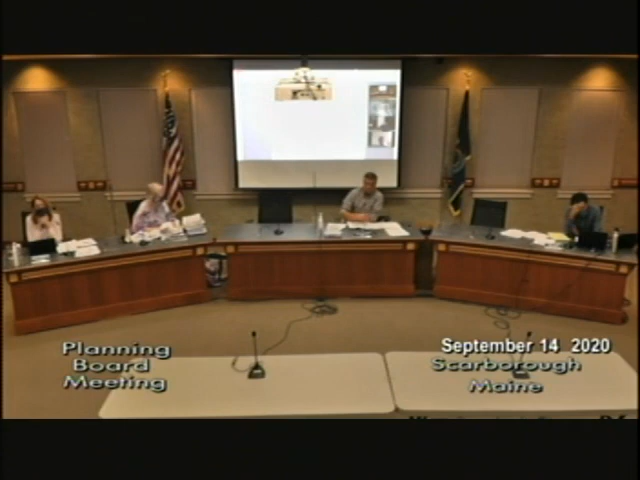 Planning
Board
Meeting
September 14 2020
Scarborough
Maine